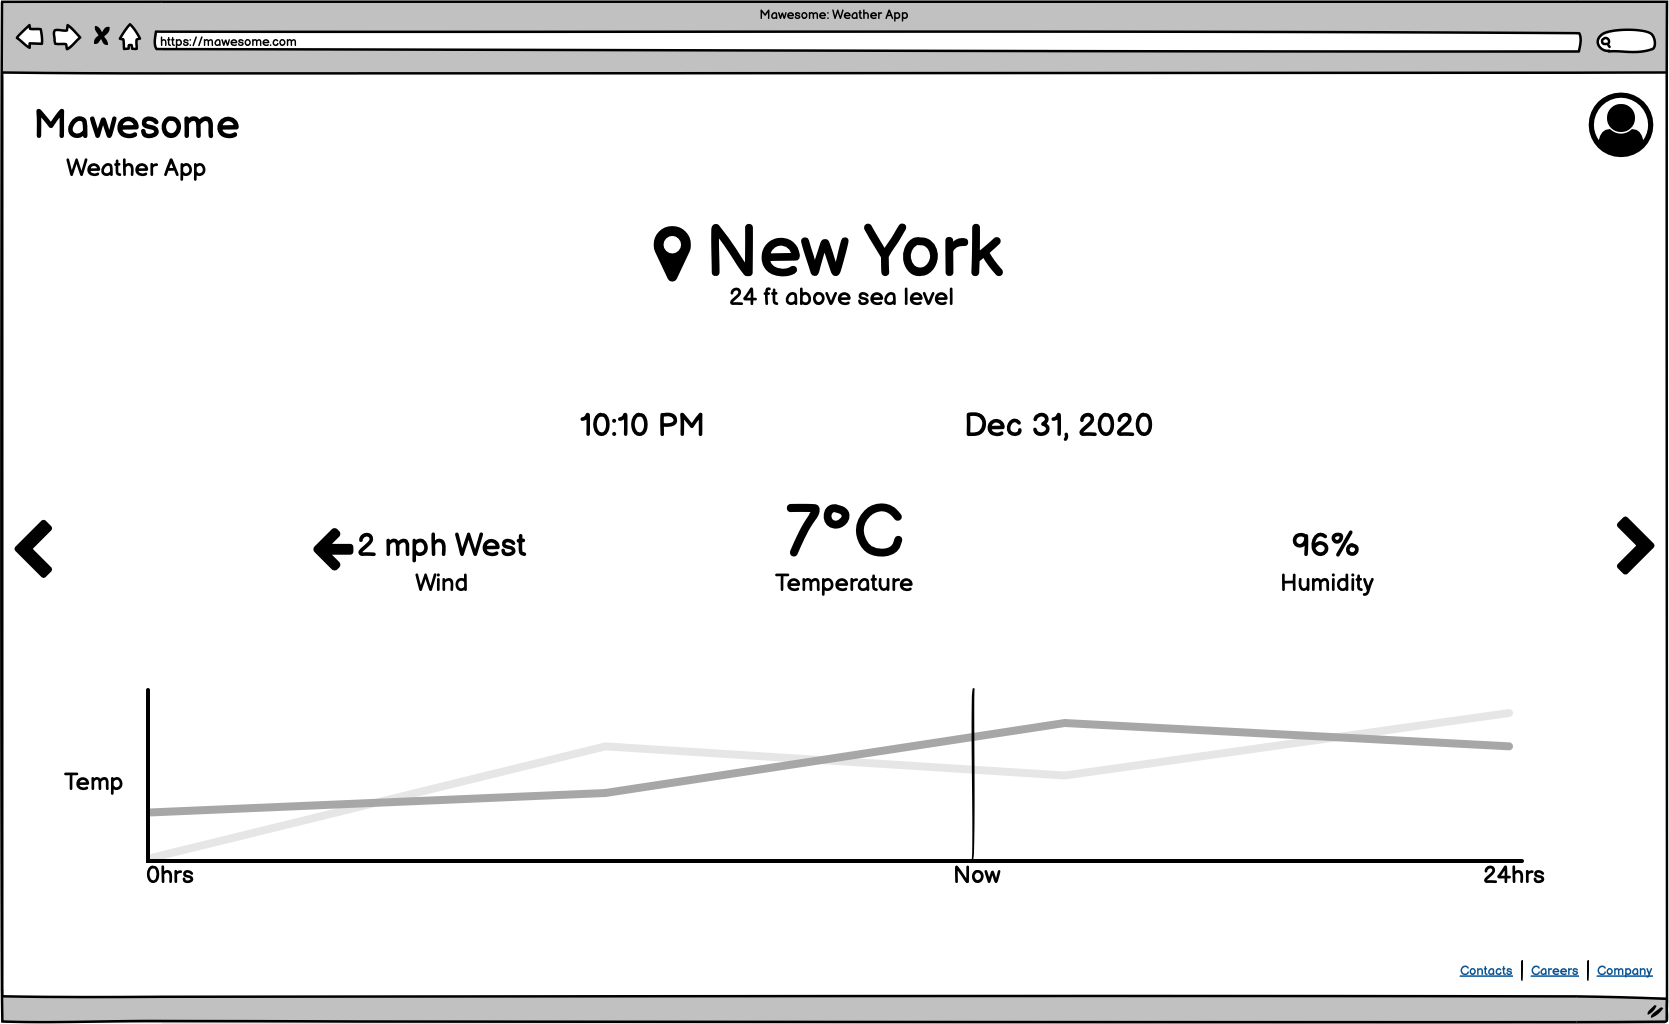 Mawesome: Weather App
https://mawesome.com
Mawesome
Weather App
New York
24 ft above sea level
10:10 PM
Dec 31, 2020
2 mph West
Wind
7°C
Temperature
96%
Humidity
Temp
0hrs
Now
24hrs
Contacts
Careers
Company